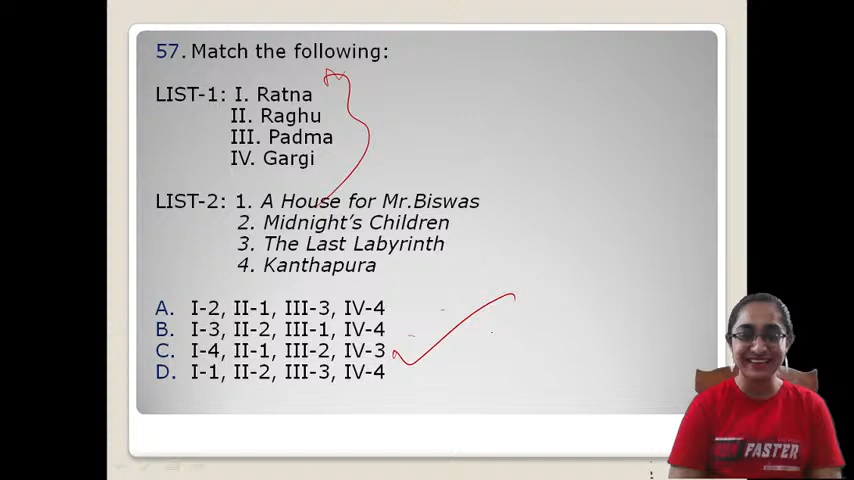 57. Match the following:
LIST-1: I. Ratna
II. Raghu
III. Padma
IV. Gargi
LIST-2: 1. A House for Mr.Biswas
2. Midnight's Children
3. The Last Labyrinth
4. Kanthapura
A. I-2, II-1, III-3, IV-4
B. I-3, II-2, III-1, IV-4
C. I-4, II-1, III-2, IV-3
D. I-1, II-2, III-3, IV-4
FASTER